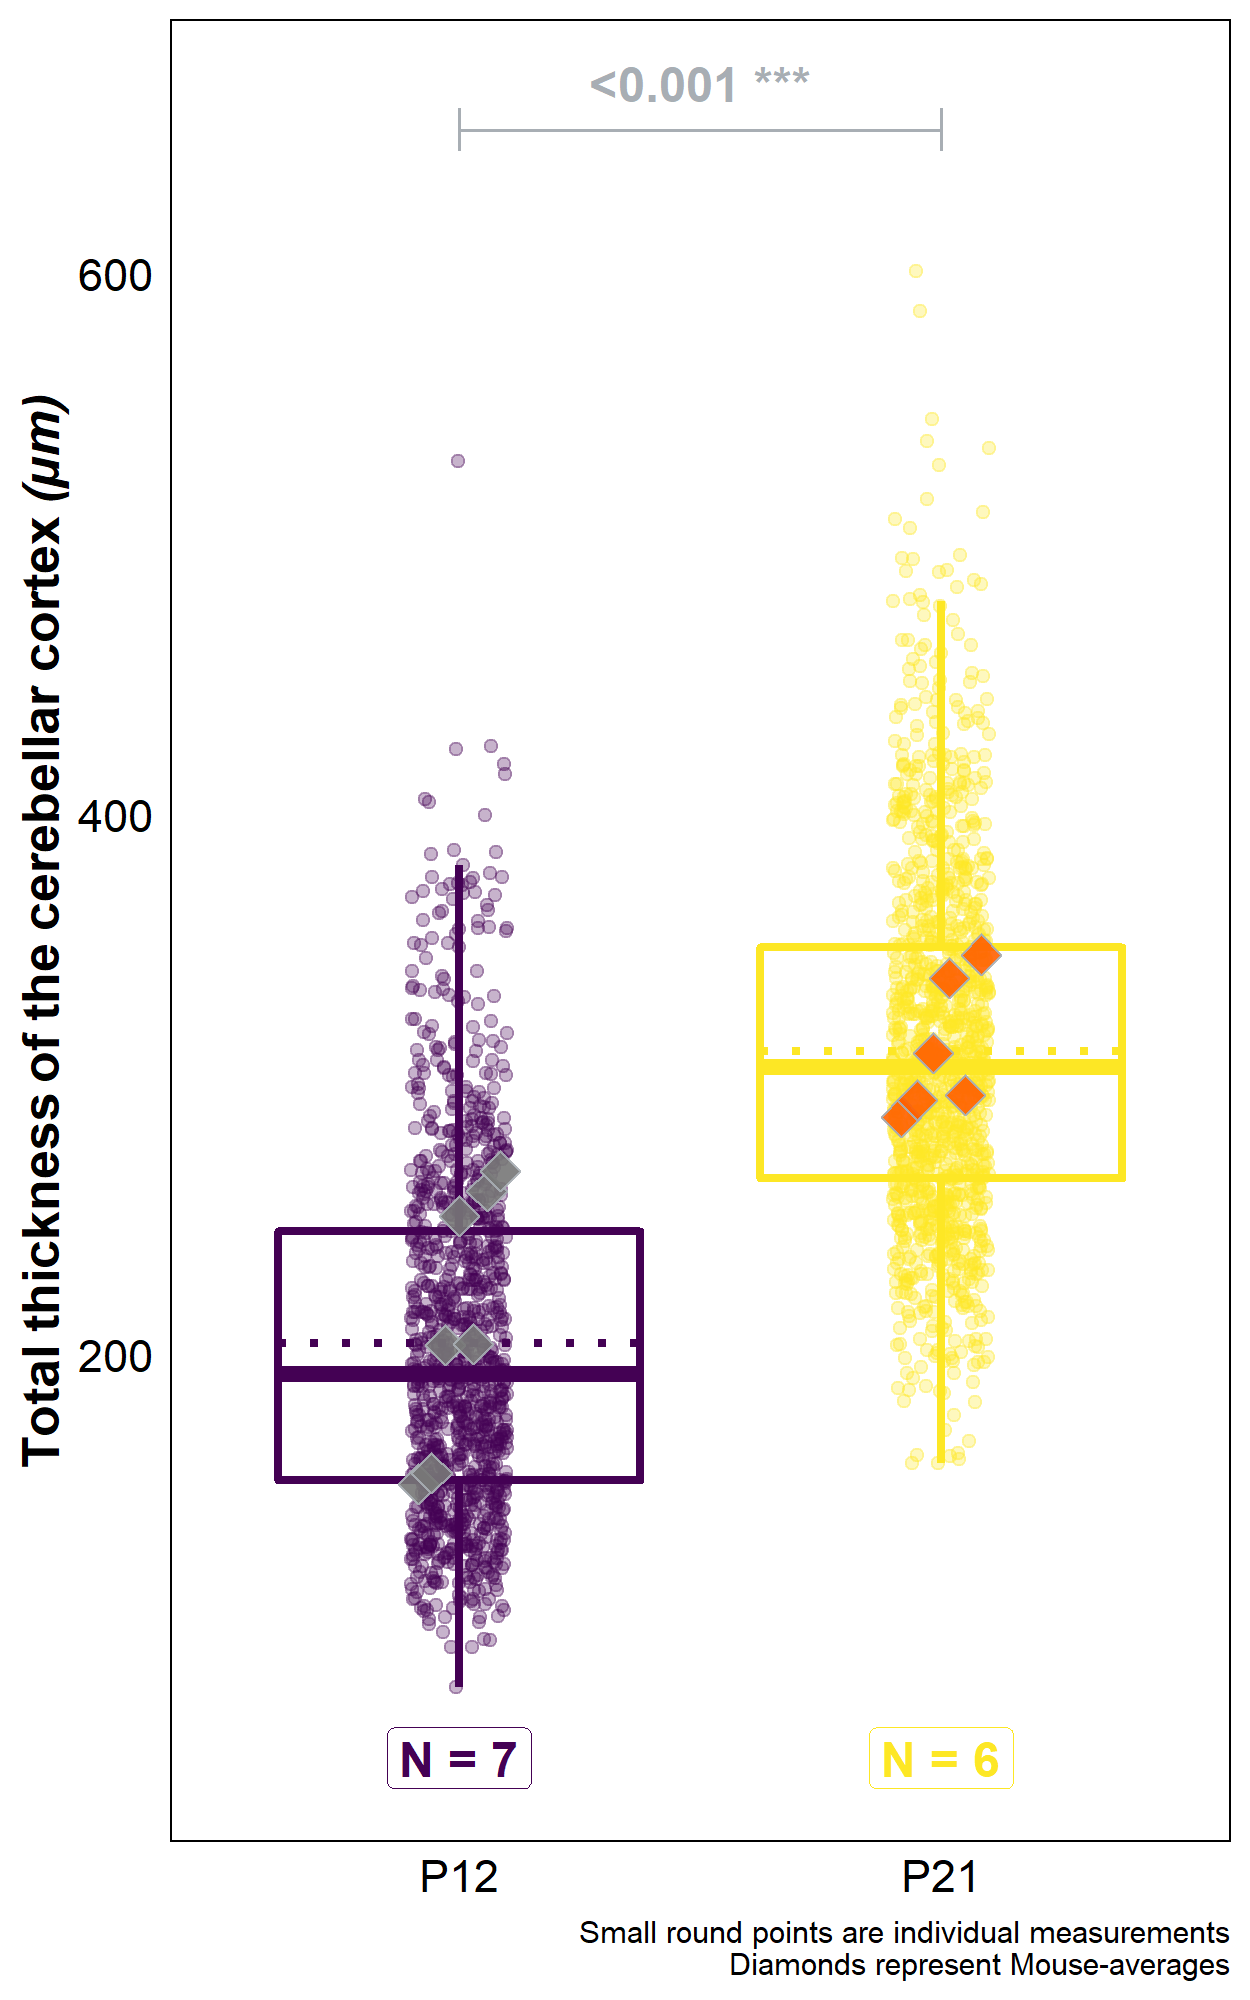 <0.001 ***
600
400
200
Total thickness of the cerebellar cortex (µm)
N = 7
N = 6
P12
P21
Small round points are individual measurements
Diamonds represent Mouse-averages